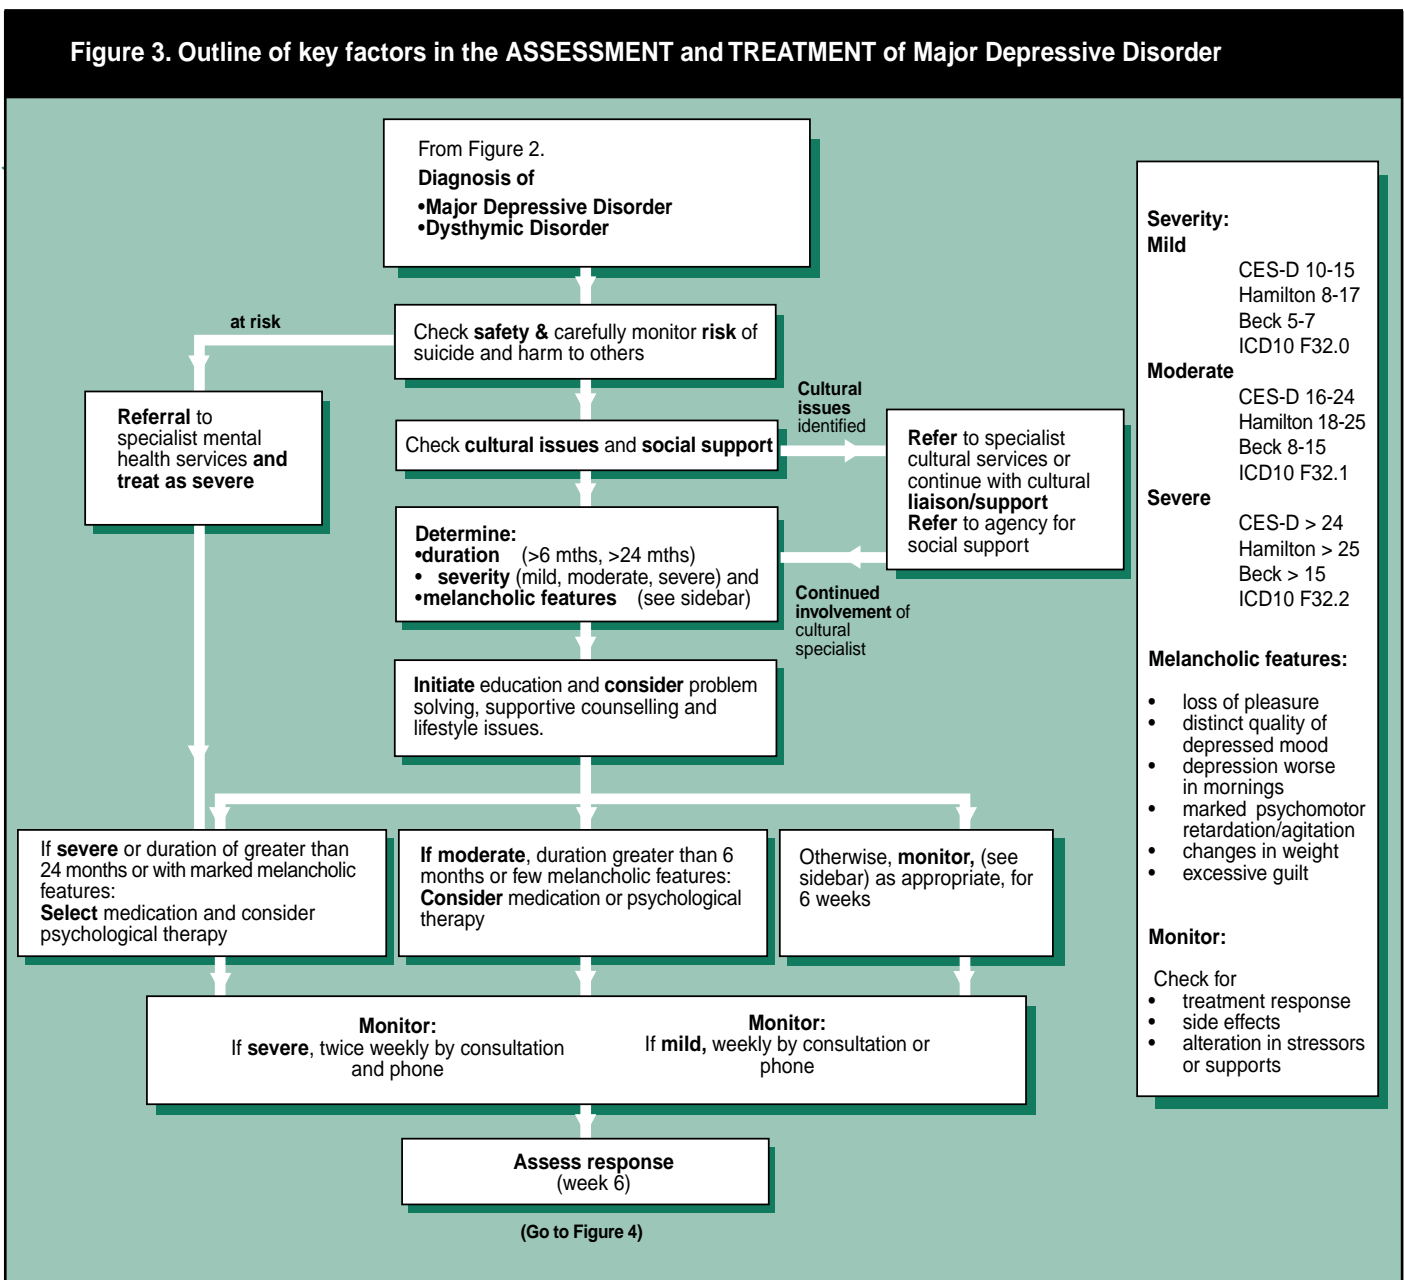 Figure 3. Outline of key factors in the ASSESSMENT and TREATMENT of Major Depressive Disorder
From Figure 2.
Diagnosis of
•Major Depressive Disorder
•Dysthymic Disorder
at risk
Check safety & carefully monitor risk of
suicide and harm to others
Referral to
specialist mental
health services and
treat as severe
Check cultural issues and social support
Cultural
issues
identified
Refer to specialist
cultural services or
continue with cultural
liaison/support
Refer to agency for
social support
Determine:
•duration (>6 mths, >24 mths)
• severity (mild, moderate, severe) and
•melancholic features (see sidebar)
Continued
involvement of
cultural
specialist
Initiate education and consider problem
solving, supportive counselling and
lifestyle issues.
If severe or duration of greater than
24 months or with marked melancholic
features:
Select medication and consider
psychological therapy
If moderate, duration greater than 6
months or few melancholic features:
Consider medication or psychological
therapy
Otherwise, monitor, (see
sidebar) as appropriate, for
6 weeks
Monitor:
If severe, twice weekly by consultation
and phone
Monitor:
If mild, weekly by consultation or
phone
Assess response
(week 6)
(Go to Figure 4)
Severity:
Mild
CES-D 10-15
Hamilton 8-17
Beck 5-7
ICD10 F32.0
Moderate
CES-D 16-24
Hamilton 18-25
Beck 8-15
ICD10 F32.1
Severe
CES-D > 24
Hamilton > 25
Beck > 15
ICD10 F32.2
Melancholic features:
• loss of pleasure
• distinct quality of
depressed mood
• depression worse
in mornings
• marked psychomotor
retardation/agitation
• changes in weight
• excessive guilt
Monitor:
Check for
• treatment response
• side effects
• alteration in stressors
or supports